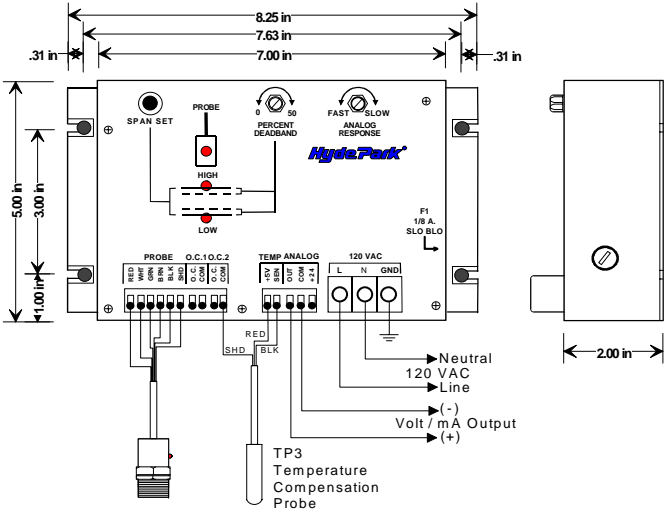 8.25 in
7.63 in
.31 in
7.00 in
.31 in
5.00 in
3.00 in
1.00 in
SPAN SET
PROBE
0 50
PERCENT
DEADBAND
FAST SLOW
ANALOG
RESPONSE
HydePark®
HIGH
LOW
F1
1/8 A.
SLO BLO
PROBE O.C.1 O.C.2
RED WHT GRN BRN BLK SHD O.C. COM O.C. COM
TEMP ANALOG
+5V SEN OUT COM +24
120 VAC
L N GND
RED
SHD BLK
2.00 in
Neutral
120 VAC
Line
(-)
Volt / mA Output
(+)
TP3
Temperature
Compensation
Probe